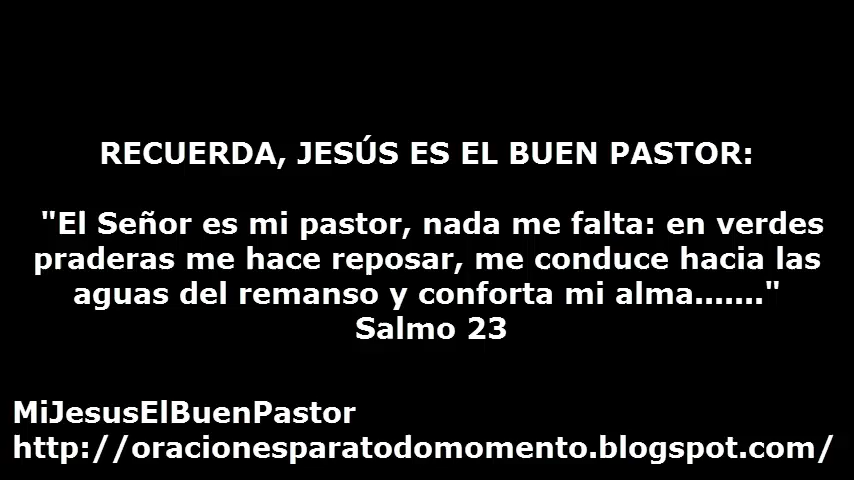 RECUERDA, JESÚS ES EL BUEN PASTOR:
"El Señor es mi pastor, nada me falta: en verdes
praderas me hace reposar, me conduce hacia las
aguas del remanso y conforta mi alma......."
Salmo 23
MiJesusElBuenPastor
http://oracionesparatodomomento.blogspot.com/